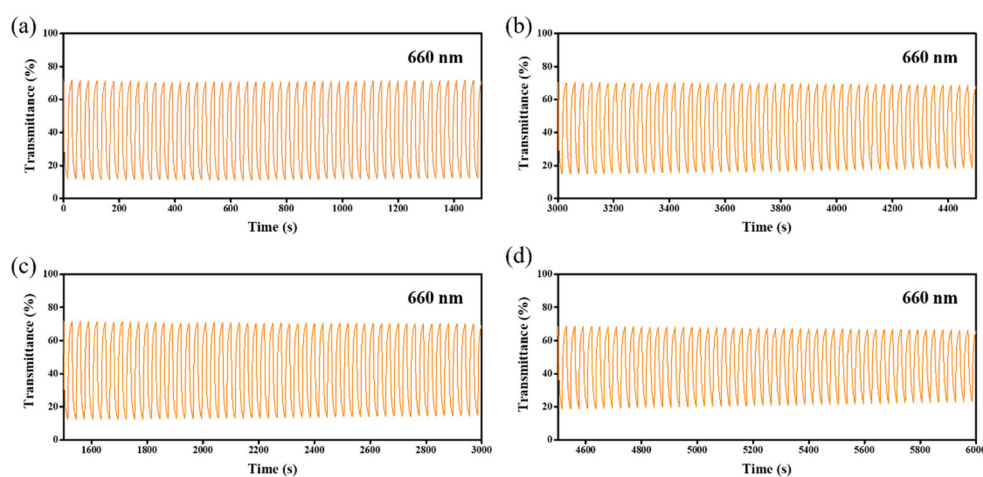 (a)
660 nm
Transmittance (%)
100
80
60
40
20
0
0 200 400 600 800 1000 1200 1400
Time (s)
(b)
660 nm
Transmittance (%)
100
80
60
40
20
0
3000 3200 3400 3600 3800 4000 4200 4400
Time (s)
(c)
660 nm
Transmittance (%)
100
80
60
40
20
0
1600 1800 2000 2200 2400 2600 2800 3000
Time (s)
(d)
660 nm
Transmittance (%)
100
80
60
40
20
0
4600 4800 5000 5200 5400 5600 5800 6000
Time (s)